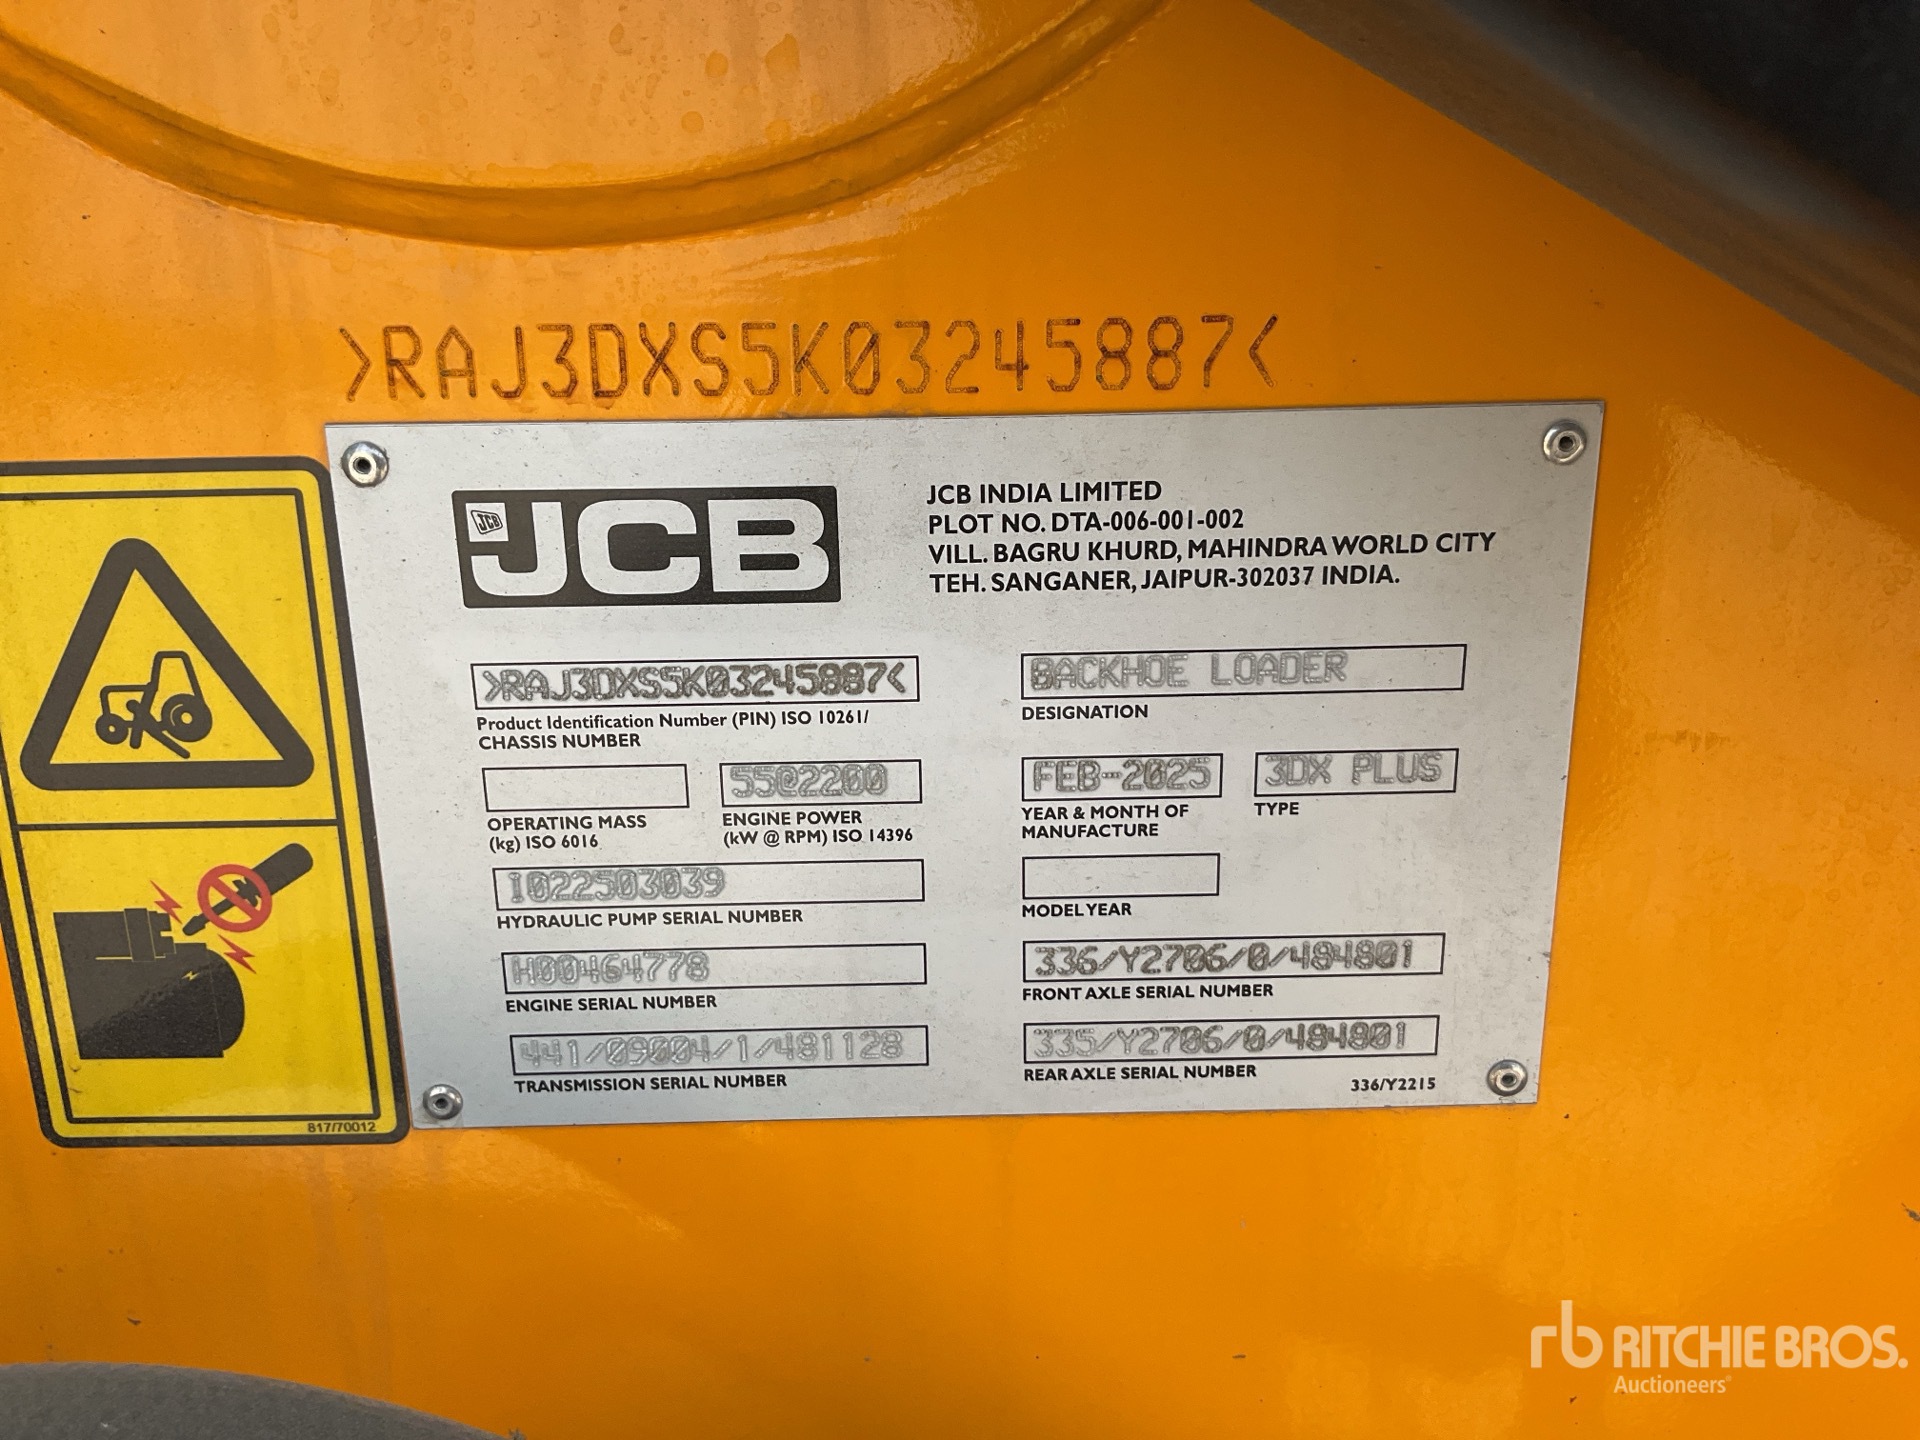 >RAJ3DXS5K03245887<
JCB
JCB
JCB INDIA LIMITED
PLOT NO. DTA-006-001-002
VILL. BAGRU KHURD, MAHINDRA WORLD CITY
TEH. SANGANER, JAIPUR-302037 INDIA.
>RAJ3DXS5K03245887<
Product Identification Number (PIN) ISO 10261/
CHASSIS NUMBER
BACKHOE LOADER
DESIGNATION
OPERATING MASS
(kg) ISO 6016
55@2200
ENGINE POWER
(kW @ RPM) ISO 14396
FEB-2025
YEAR & MONTH OF
MANUFACTURE
3DX PLUS
TYPE
1022503039
HYDRAULIC PUMP SERIAL NUMBER
MODEL YEAR
H00464778
ENGINE SERIAL NUMBER
336/Y2706/0/484801
FRONT AXLE SERIAL NUMBER
441/09004/1/481128
TRANSMISSION SERIAL NUMBER
335/Y2706/0/484801
REAR AXLE SERIAL NUMBER
336/Y2215
817/70012
rb RITCHIE BROS.
Auctioneers